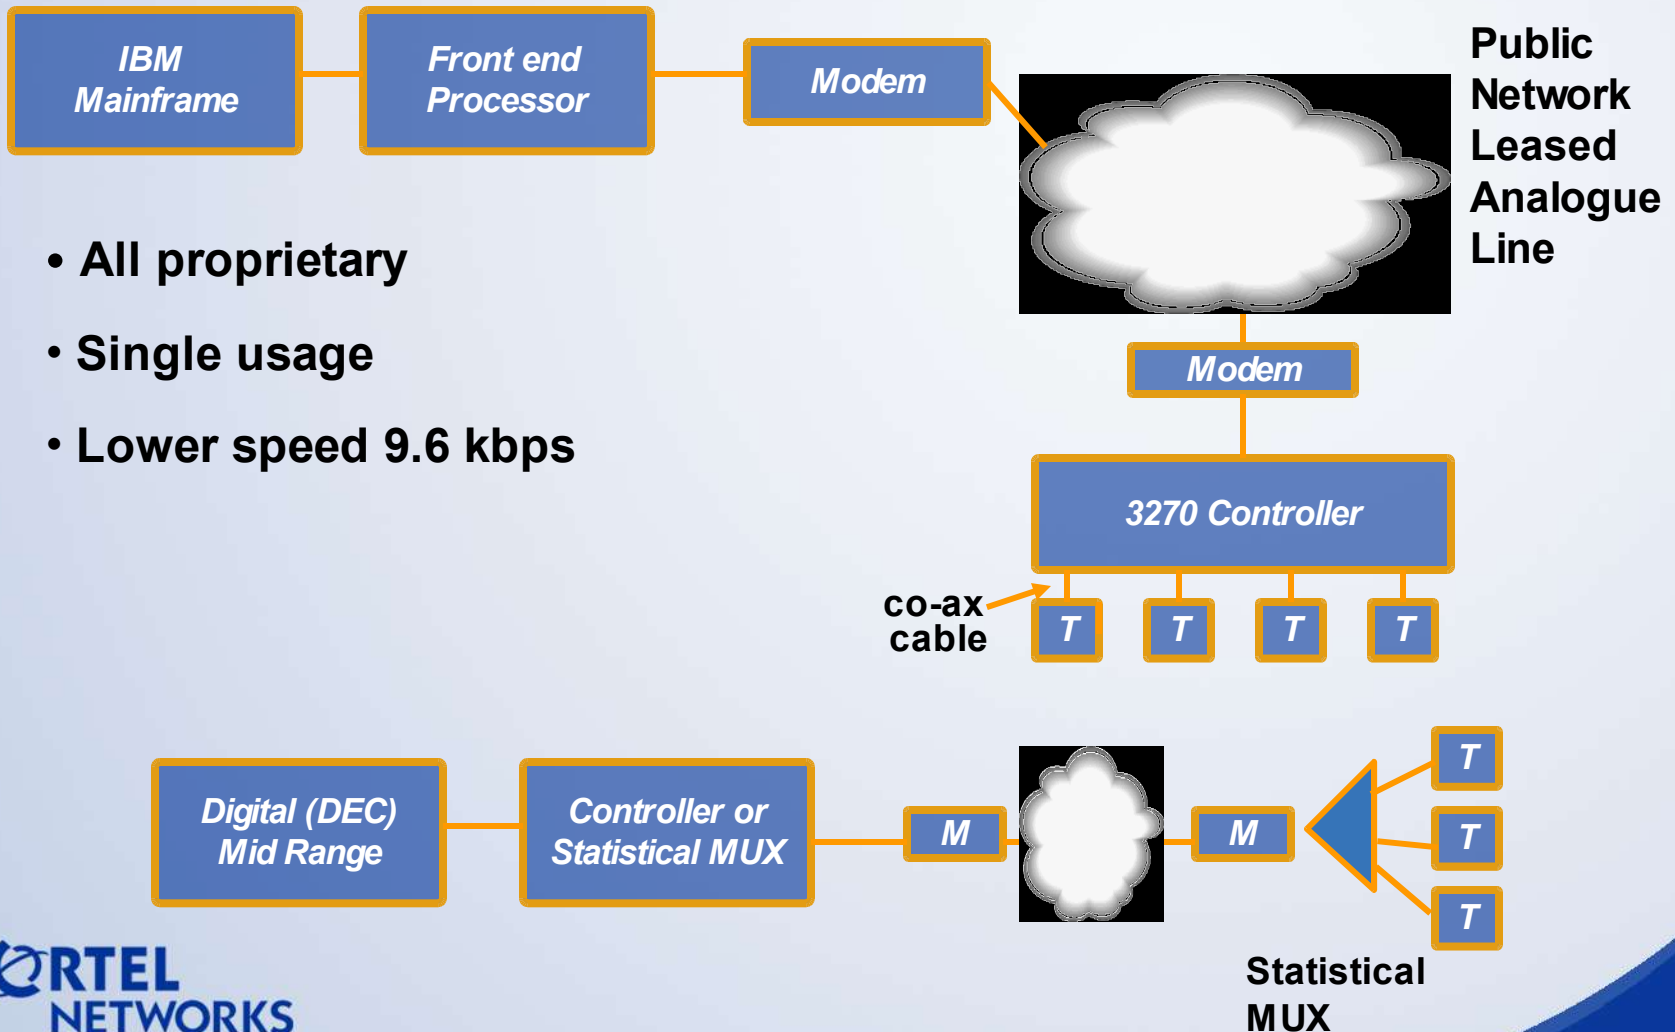 IBM
Mainframe
Front end
Processor
Modem
Public
Network
Leased
Analogue
Line
• All proprietary
• Single usage
• Lower speed 9.6 kbps
Modem
3270 Controller
co-ax
cable
T
T
T
T
Digital (DEC)
Mid Range
Controller or
Statistical MUX
M
M
T
T
T
Statistical
MUX
ORTEL
NETWORKS